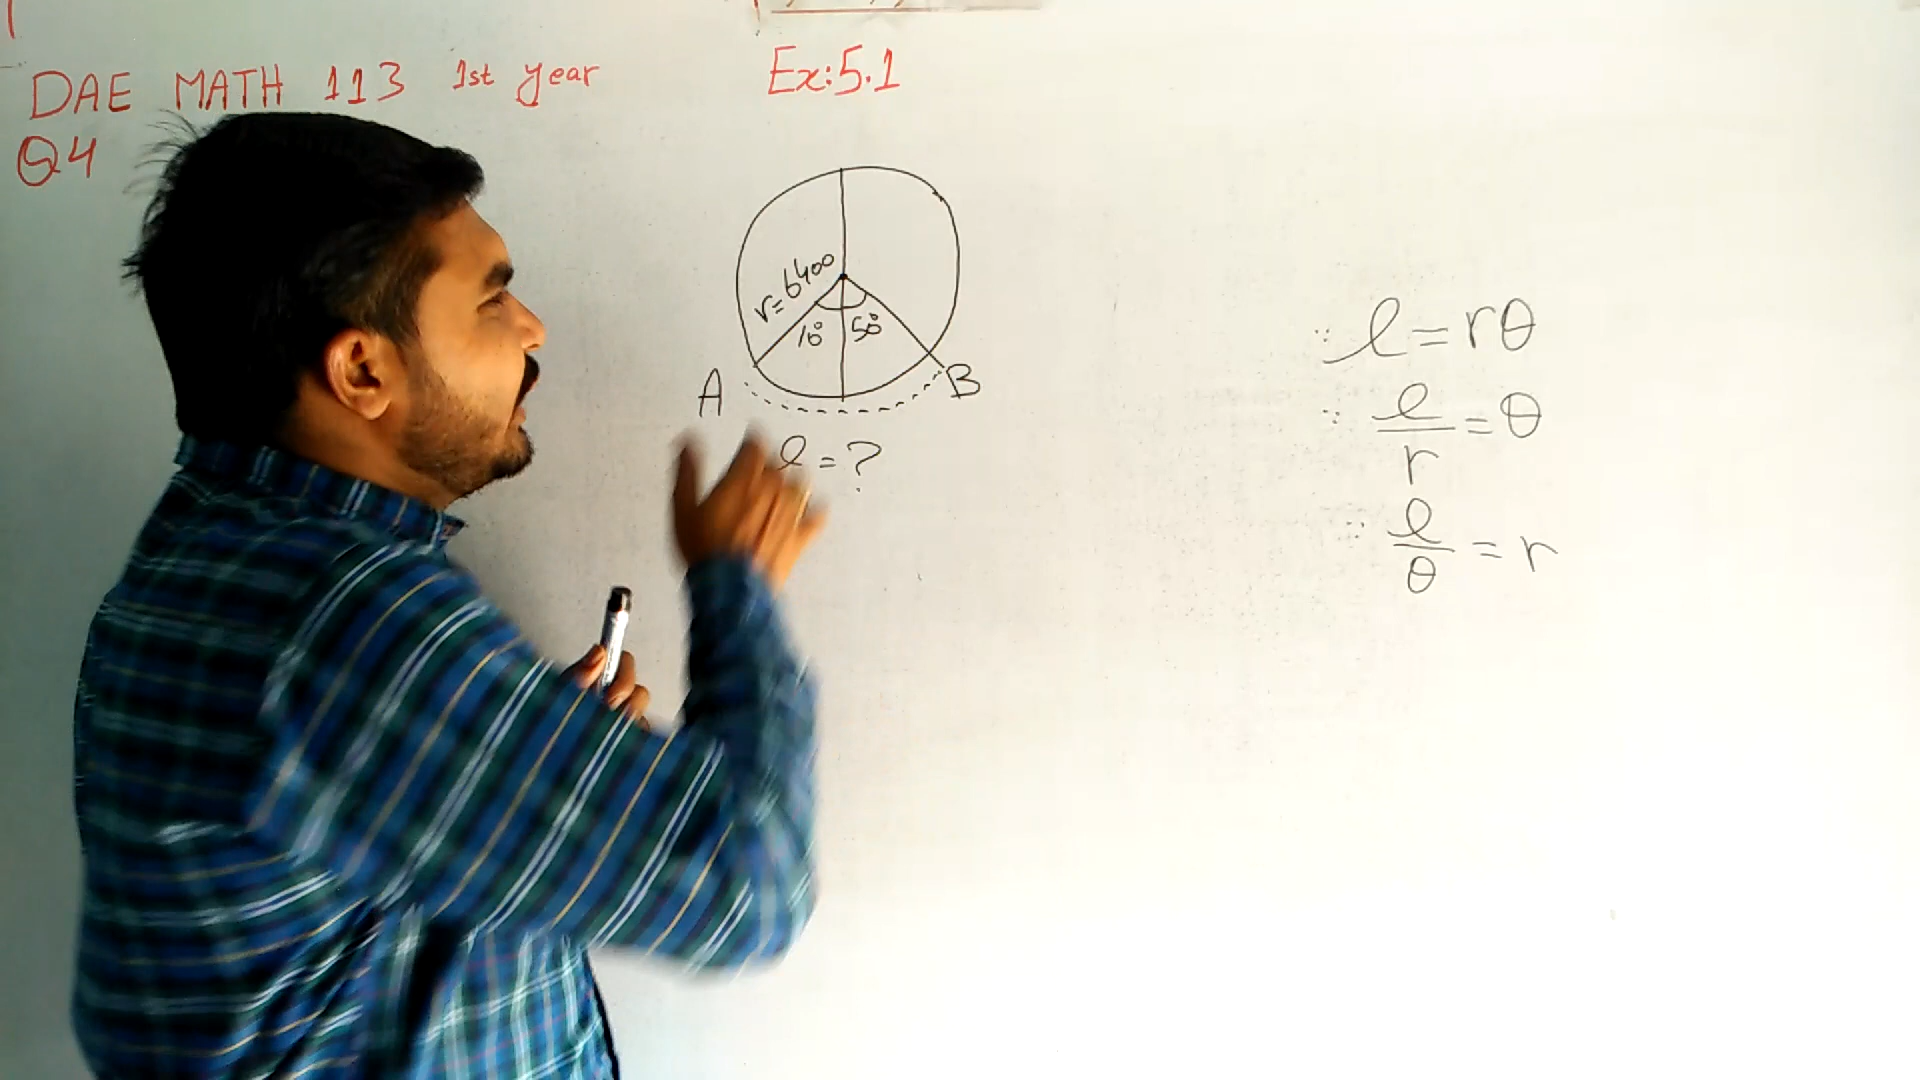 DAE MATH 113 1st year
Ex:5.1
Q4
r=6400
10° 50°
A
B
l=?
∵ l=rθ
∵ l/r=θ
∵ l/θ=r